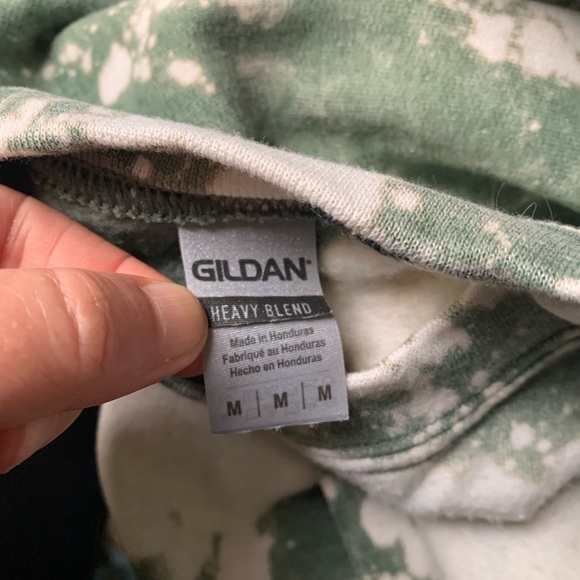 GILDAN
HEAVY BLEND
Made in Honduras
Fabriqué au Honduras
Hecho en Honduras
M | M | M